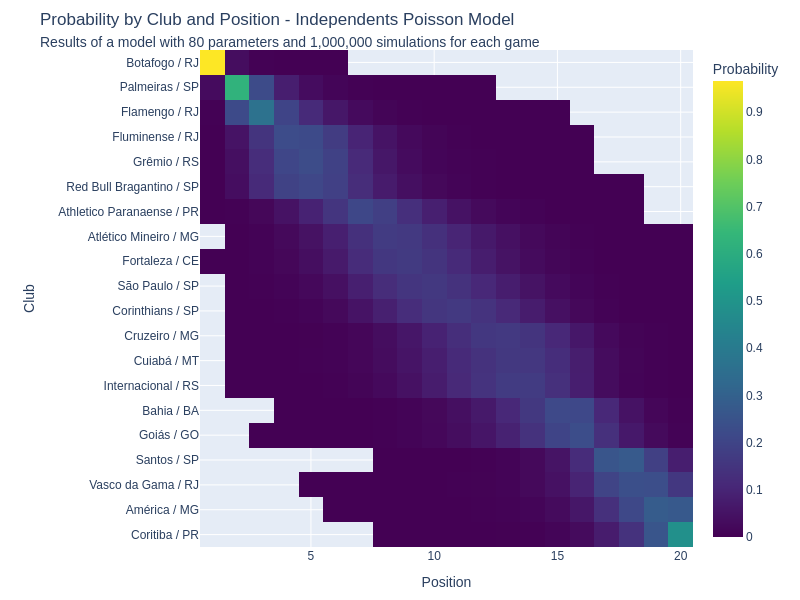 Probability by Club and Position - Independents Poisson Model
Results of a model with 80 parameters and 1,000,000 simulations for each game
Botafogo / RJ
Palmeiras / SP
Flamengo / RJ
Fluminense / RJ
Grêmio / RS
Red Bull Bragantino / SP
Athletico Paranaense / PR
Atlético Mineiro / MG
Fortaleza / CE
São Paulo / SP
Corinthians / SP
Cruzeiro / MG
Cuiabá / MT
Internacional / RS
Bahia / BA
Goiás / GO
Santos / SP
Vasco da Gama / RJ
América / MG
Coritiba / PR
Club
5
10
15
20
Position
Probability
0.9
0.8
0.7
0.6
0.5
0.4
0.3
0.2
0.1
0